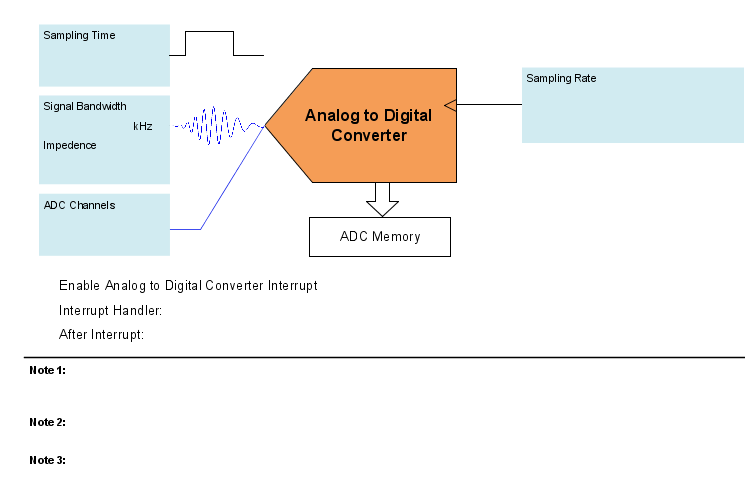 Sampling Time
Signal Bandwidth
kHz
Impedence
ADC Channels
Analog to Digital
Converter
Sampling Rate
ADC Memory
Enable Analog to Digital Converter Interrupt
Interrupt Handler:
After Interrupt:
Note 1:
Note 2:
Note 3: